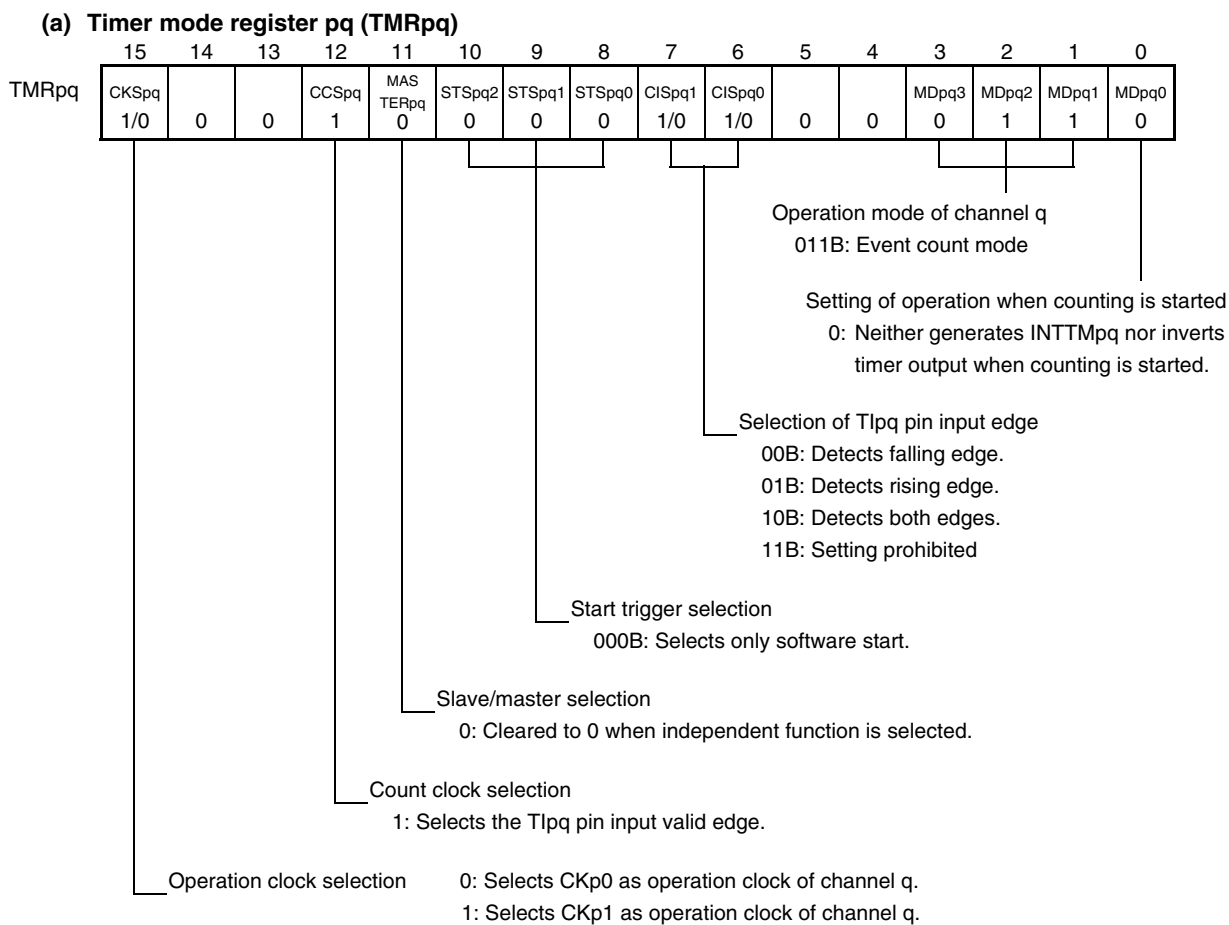 (a) Timer mode register pq (TMRpq)
15 14 13 12 11 10 9 8 7 6 5 4 3 2 1 0
TMRpq CKSpq CCSpq MAS TERpq STSpq2 STSpq1 STSpq0 CISpq1 CISpq0 MDpq3 MDpq2 MDpq1 MDpq0
1/0 0 0 1 0 0 0 0 1/0 1/0 0 0 0 1 1 0
Operation mode of channel q
011B: Event count mode
Setting of operation when counting is started
0: Neither generates INTTMpq nor inverts
timer output when counting is started.
Selection of TIpq pin input edge
00B: Detects falling edge.
01B: Detects rising edge.
10B: Detects both edges.
11B: Setting prohibited
Start trigger selection
000B: Selects only software start.
Slave/master selection
0: Cleared to 0 when independent function is selected.
Count clock selection
1: Selects the TIpq pin input valid edge.
Operation clock selection 0: Selects CKp0 as operation clock of channel q.
1: Selects CKp1 as operation clock of channel q.